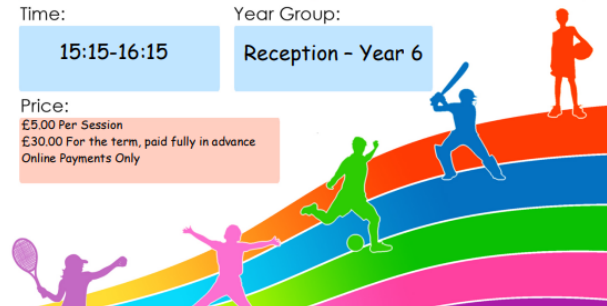 Time:
Year Group:
15:15-16:15
Reception – Year 6
Price:
£5.00 Per Session
£30.00 For the term, paid fully in advance
Online Payments Only